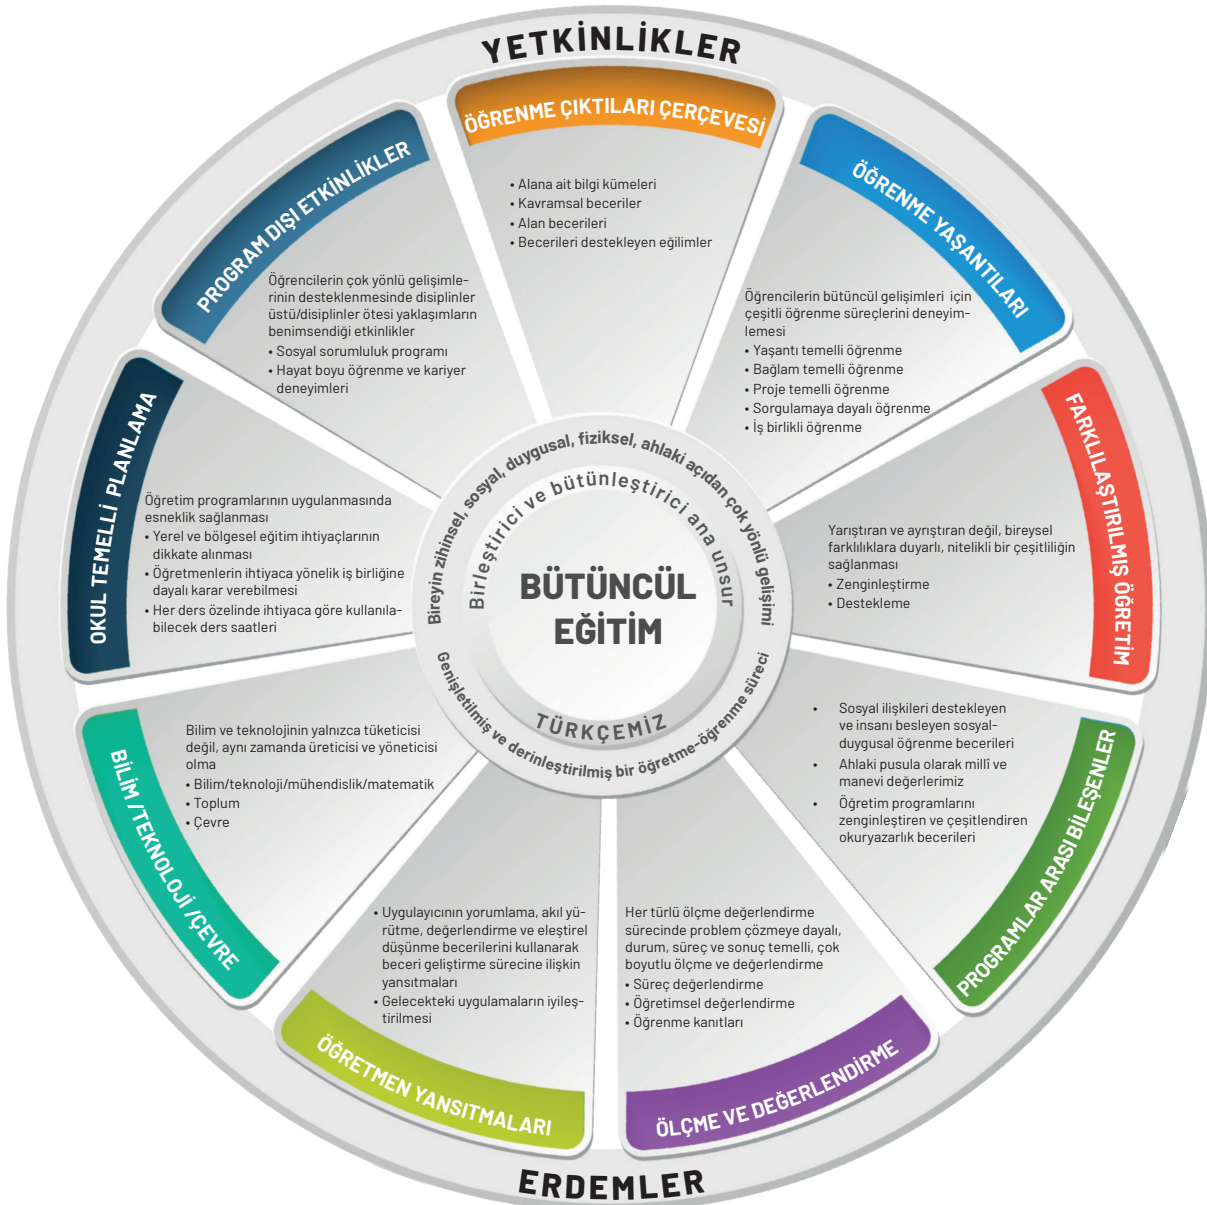 YETKİNLİKLER
ÖĞRENME ÇIKTILARI ÇERÇEVESİ
• Alana ait bilgi kümeleri
• Kavramsal beceriler
• Alan becerileri
• Becerileri destekleyen eğilimler
ÖĞRENME YAŞANTILARI
Öğrencilerin bütüncül gelişimleri için
çeşitli öğrenme süreçlerini deneyim-
lemesi
• Yaşantı temelli öğrenme
• Bağlam temelli öğrenme
• Proje temelli öğrenme
• Sorgulamaya dayalı öğrenme
• İş birlikli öğrenme
FARKLILAŞTIRILMIŞ ÖĞRETİM
Yarıştıran ve ayrıştıran değil, bireysel
farklılıklara duyarlı, nitelikli bir çeşitliliğin
sağlanması
• Zenginleştirme
• Destekleme
PROGRAMLAR ARASI BİLEŞENLER
• Sosyal ilişkileri destekleyen
ve insanı besleyen sosyal-
duygusal öğrenme becerileri
• Ahlaki pusula olarak millî ve
manevi değerlerimiz
• Öğretim programlarını
zenginleştiren ve çeşitlendiren
okuryazarlık becerileri
ÖLÇME VE DEĞERLENDİRME
Her türlü ölçme değerlendirme
sürecinde problem çözmeye dayalı,
durum, süreç ve sonuç temelli, çok
boyutlu ölçme ve değerlendirme
• Süreç değerlendirme
• Öğretimsel değerlendirme
• Öğrenme kanıtları
ÖĞRETMEN YANSITMALARI
• Uygulayıcının yorumlama, akıl yü-
rütme, değerlendirme ve eleştirel
düşünme becerilerini kullanarak
beceri geliştirme sürecine ilişkin
yansıtmaları
• Gelecekteki uygulamaların iyileş-
tirilmesi
BİLİM /TEKNOLOJİ /ÇEVRE
Bilim ve teknolojinin yalnızca tüketicisi
değil, aynı zamanda üreticisi ve yöneticisi
olma
• Bilim/teknoloji/mühendislik/matematik
• Toplum
• Çevre
OKUL TEMELLİ PLANLAMA
Öğretim programlarının uygulanmasında
esneklik sağlanması
• Yerel ve bölgesel eğitim ihtiyaçlarının
dikkate alınması
• Öğretmenlerin ihtiyaca yönelik iş birliğine
dayalı karar verebilmesi
• Her ders özelinde ihtiyaca göre kullanıla-
bilecek ders saatleri
PROGRAM DIŞI ETKİNLİKLER
Öğrencilerin çok yönlü gelişimle-
rinin desteklenmesinde disiplinler
üstü/disiplinler ötesi yaklaşımların
benimsendiği etkinlikler
• Sosyal sorumluluk programı
• Hayat boyu öğrenme ve kariyer
deneyimleri
Bireyin zihinsel, sosyal, duygusal, fiziksel, ahlaki açıdan çok yönlü gelişimi
Birleştirici ve bütünleştirici ana unsur
BÜTÜNCÜL
EĞİTİM
TÜRKÇEMİZ
Genişletilmiş ve derinleştirilmiş bir öğretme-öğrenme süreci
ERDEMLER